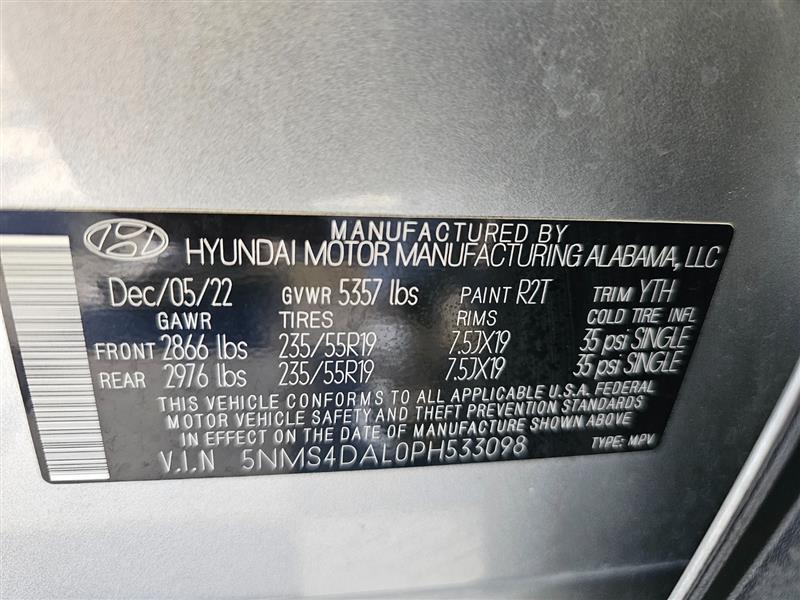 MANUFACTURED BY
HYUNDAI MOTOR MANUFACTURING ALABAMA, LLC
Dec/05/22 GVWR 5357 lbs PAINT R2T TRIM YTH
GAWR TIRES RIMS COLD TIRE INFL
FRONT 2866 lbs 235/55R19 7.5JX19 35 psi SINGLE
REAR 2976 lbs 235/55R19 7.5JX19 35 psi SINGLE
THIS VEHICLE CONFORMS TO ALL APPLICABLE U.S.A. FEDERAL
MOTOR VEHICLE SAFETY AND THEFT PREVENTION STANDARDS
IN EFFECT ON THE DATE OF MANUFACTURE SHOWN ABOVE
V.I.N 5NMS4DAL0PH533098 TYPE: MPV